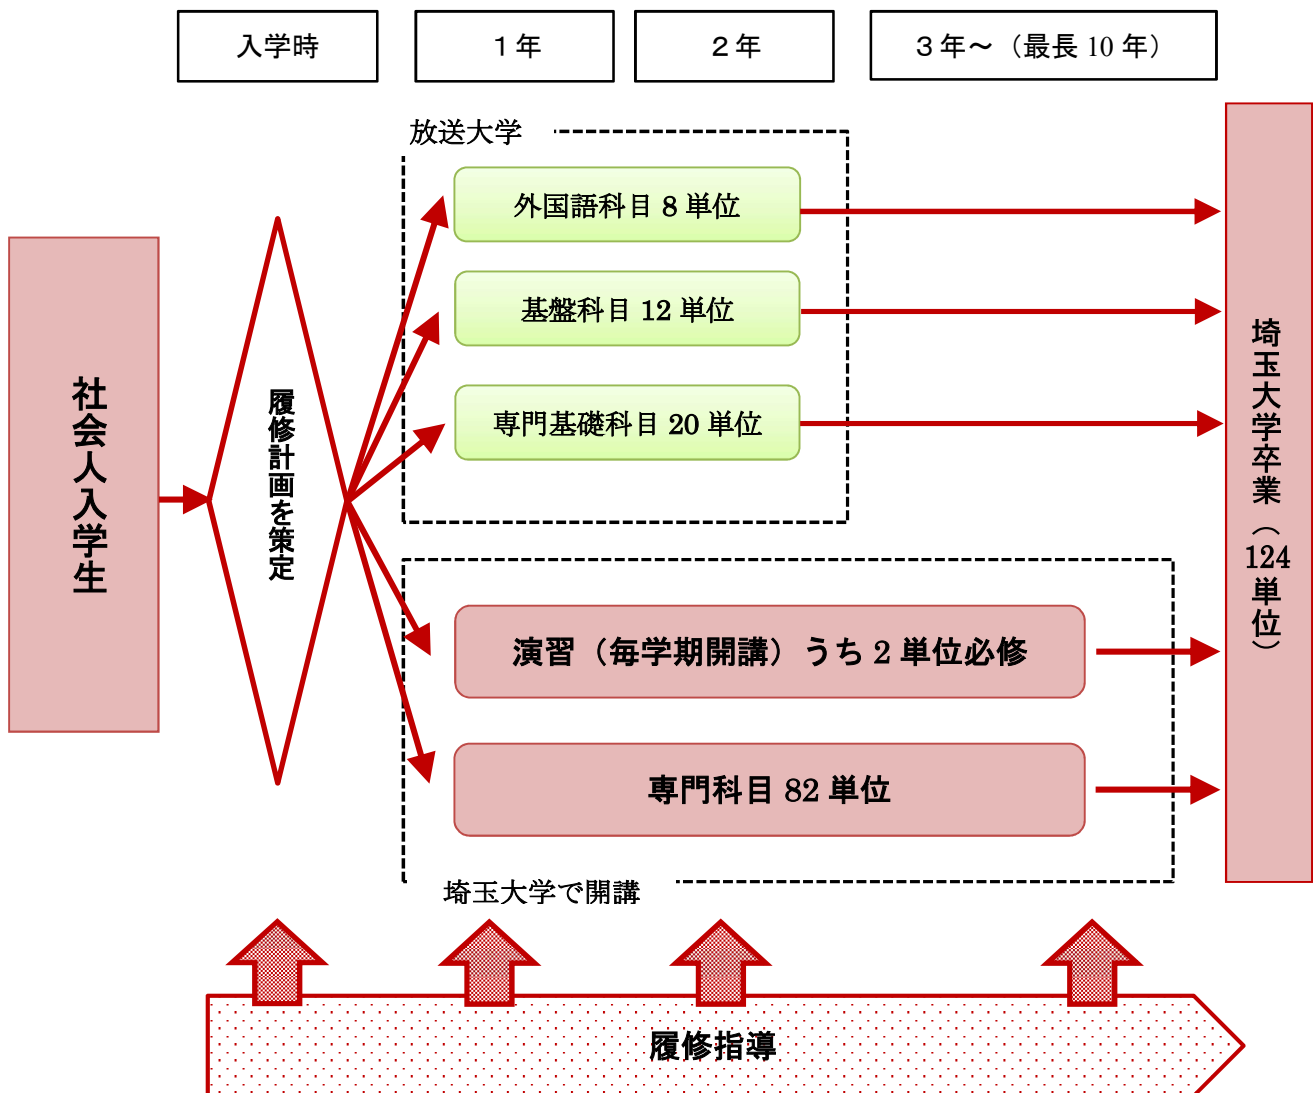 入学時
１年
２年
３年～（最長 10 年）
放送大学
外国語科目 8 単位
基盤科目 12 単位
専門基礎科目 20 単位
社会人入学生
履修計画を策定
演習（毎学期開講）うち 2 単位必修
専門科目 82 単位
埼玉大学で開講
埼玉大学卒業（124単位）
履修指導